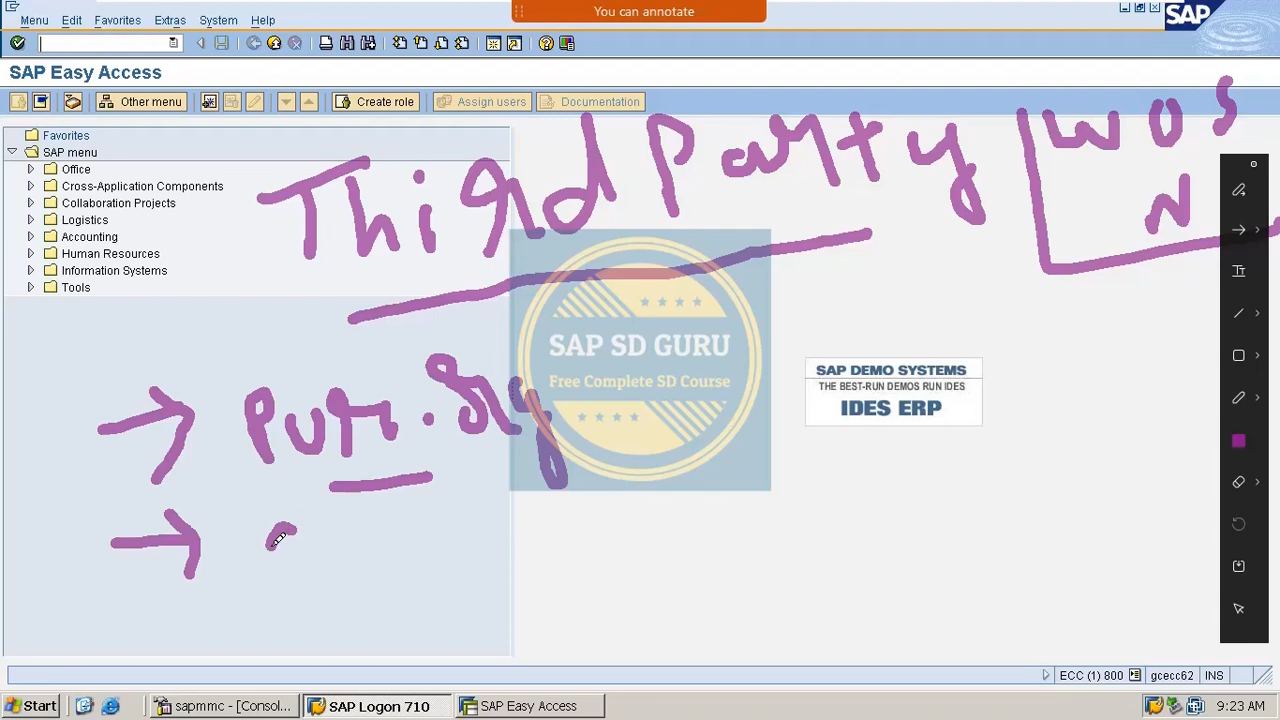 You can annotate
Menu Edit Favorites Extras System Help
SAP
SAP Easy Access
Other menu Create role Assign users Documentation
Favorites
SAP menu
Office
Cross-Application Components
Collaboration Projects
Logistics
Accounting
Human Resources
Information Systems
Tools
Third Party
SAP SD GURU
Free Complete SD Course
SAP DEMO SYSTEMS
THE BEST-RUN DEMOS RUN IDES
IDES ERP
Tt
ECC (1) 800 gcecc62 INS
Start sapmmc - [Consol... SAP Logon 710 SAP Easy Access 9:23 AM